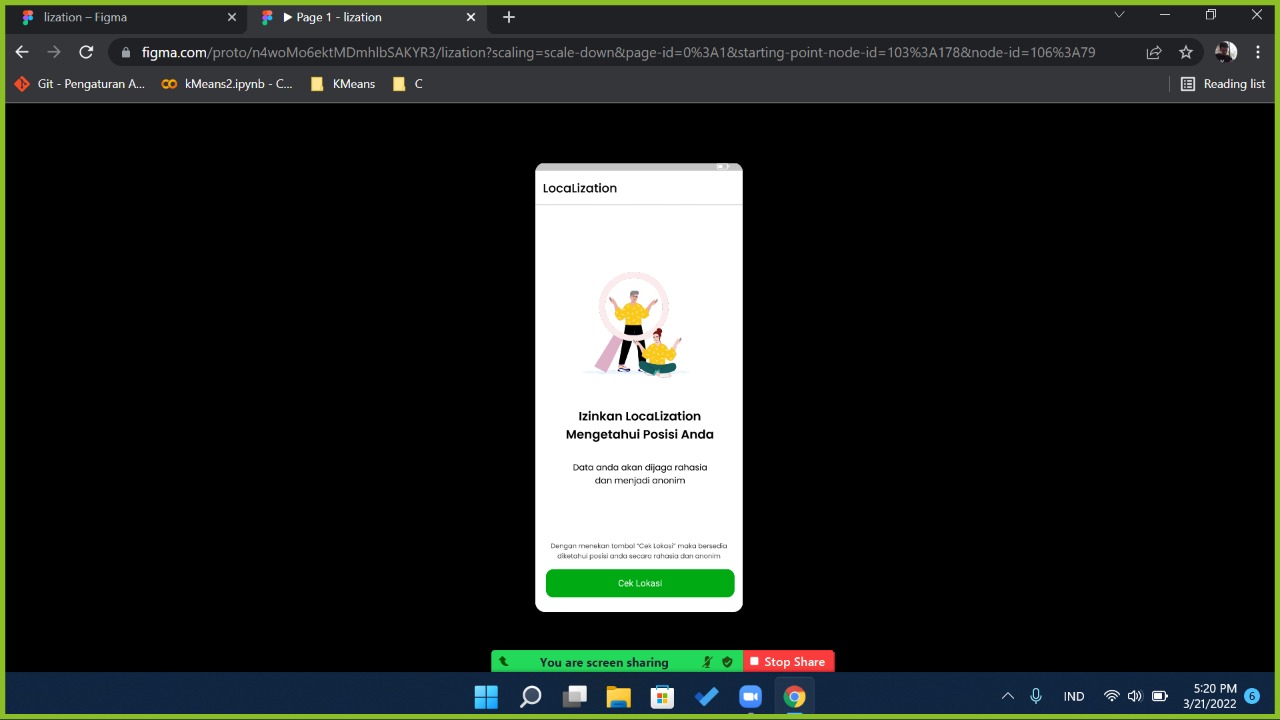 lization – Figma
Page 1 - lization
figma.com/proto/n4woMo6ektMDmhlbSAKYR3/lization?scaling=scale-down&page-id=0%3A1&starting-point-node-id=103%3A178&node-id=106%3A79
Git - Pengaturan A...
kMeans2.ipynb - C...
KMeans
C
Reading list
LocaLization
Izinkan LocaLization
Mengetahui Posisi Anda
Data anda akan dijaga rahasia
dan menjadi anonim
Dengan menekan tombol "Cek Lokasi" maka bersedia
diketahui posisi anda secara rahasia dan anonim
Cek Lokasi
You are screen sharing
Stop Share
IND
5:20 PM
3/21/2022
6